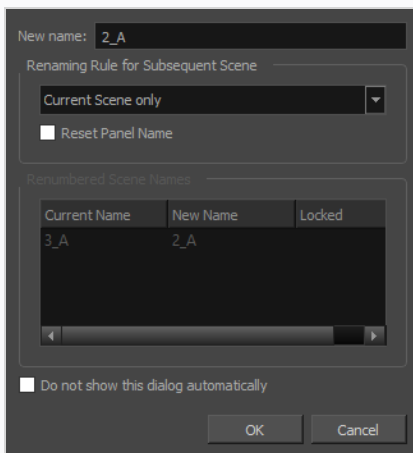 New name: 2_A
Renaming Rule for Subsequent Scene
Current Scene only
Reset Panel Name
Renumbered Scene Names
Current Name New Name Locked
3_A 2_A
Do not show this dialog automatically
OK Cancel